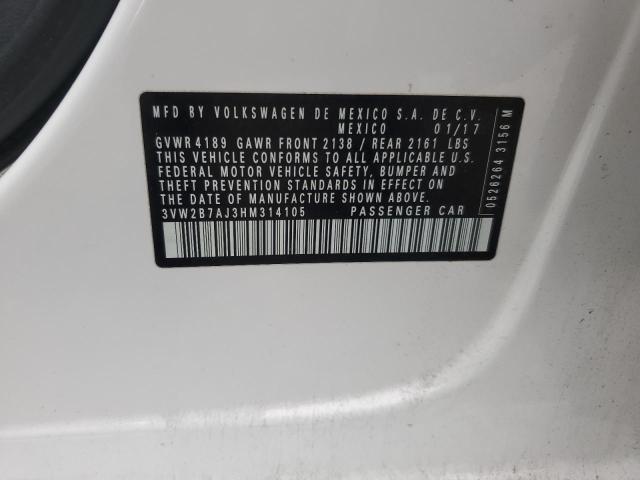 MFD BY VOLKSWAGEN DE MEXICO S.A. DE C.V.
MEXICO 01/17
GVWR 4189 GAWR FRONT 2138 / REAR 2161 LBS
THIS VEHICLE CONFORMS TO ALL APPLICABLE U.S.
FEDERAL MOTOR VEHICLE SAFETY, BUMPER AND
THEFT PREVENTION STANDARDS IN EFFECT ON
THE DATE OF MANUFACTURE SHOWN ABOVE.
3VW2B7AJ3HM314105 PASSENGER CAR
0526264 3156 M